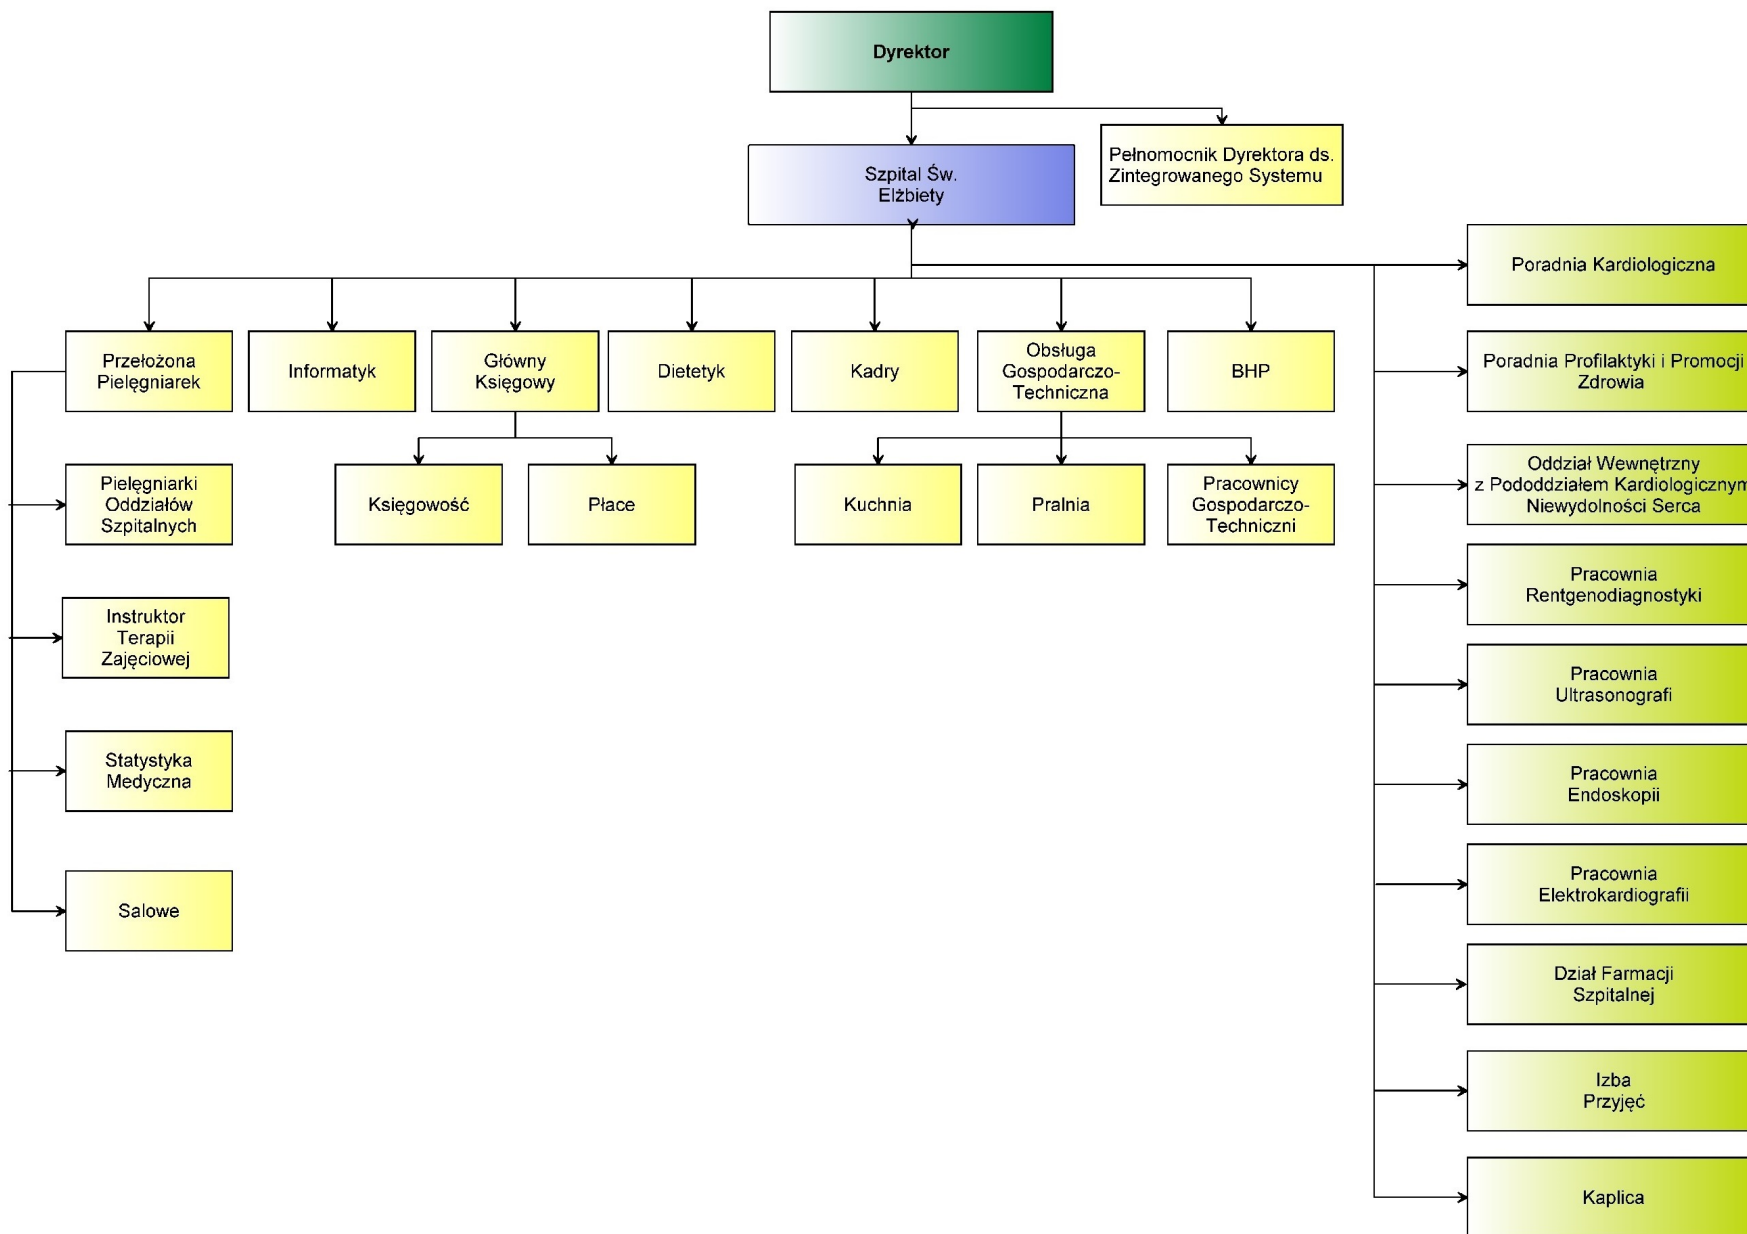 Dyrektor
Pełnomocnik Dyrektora ds.
Zintegrowanego Systemu
Szpital Św.
Elżbiety
Poradnia Kardiologiczna
Przełożona
Pielęgniarek
Informatyk
Główny
Księgowy
Dietetyk
Kadry
Obsługa
Gospodarczo-
Techniczna
BHP
Poradnia Profilaktyki i Promocji
Zdrowia
Pielęgniarki
Oddziałów
Szpitalnych
Księgowość
Płace
Kuchnia
Pralnia
Pracownicy
Gospodarczo-
Techniczni
Oddział Wewnętrzny
z Pododdziałem Kardiologicznym
Niewydolności Serca
Pracownia
Rentgenodiagnostyki
Instruktor
Terapii
Zajęciowej
Pracownia
Ultrasonografi
Statystyka
Medyczna
Pracownia
Endoskopii
Salowe
Pracownia
Elektrokardiografii
Dział Farmacji
Szpitalnej
Izba
Przyjęć
Kaplica